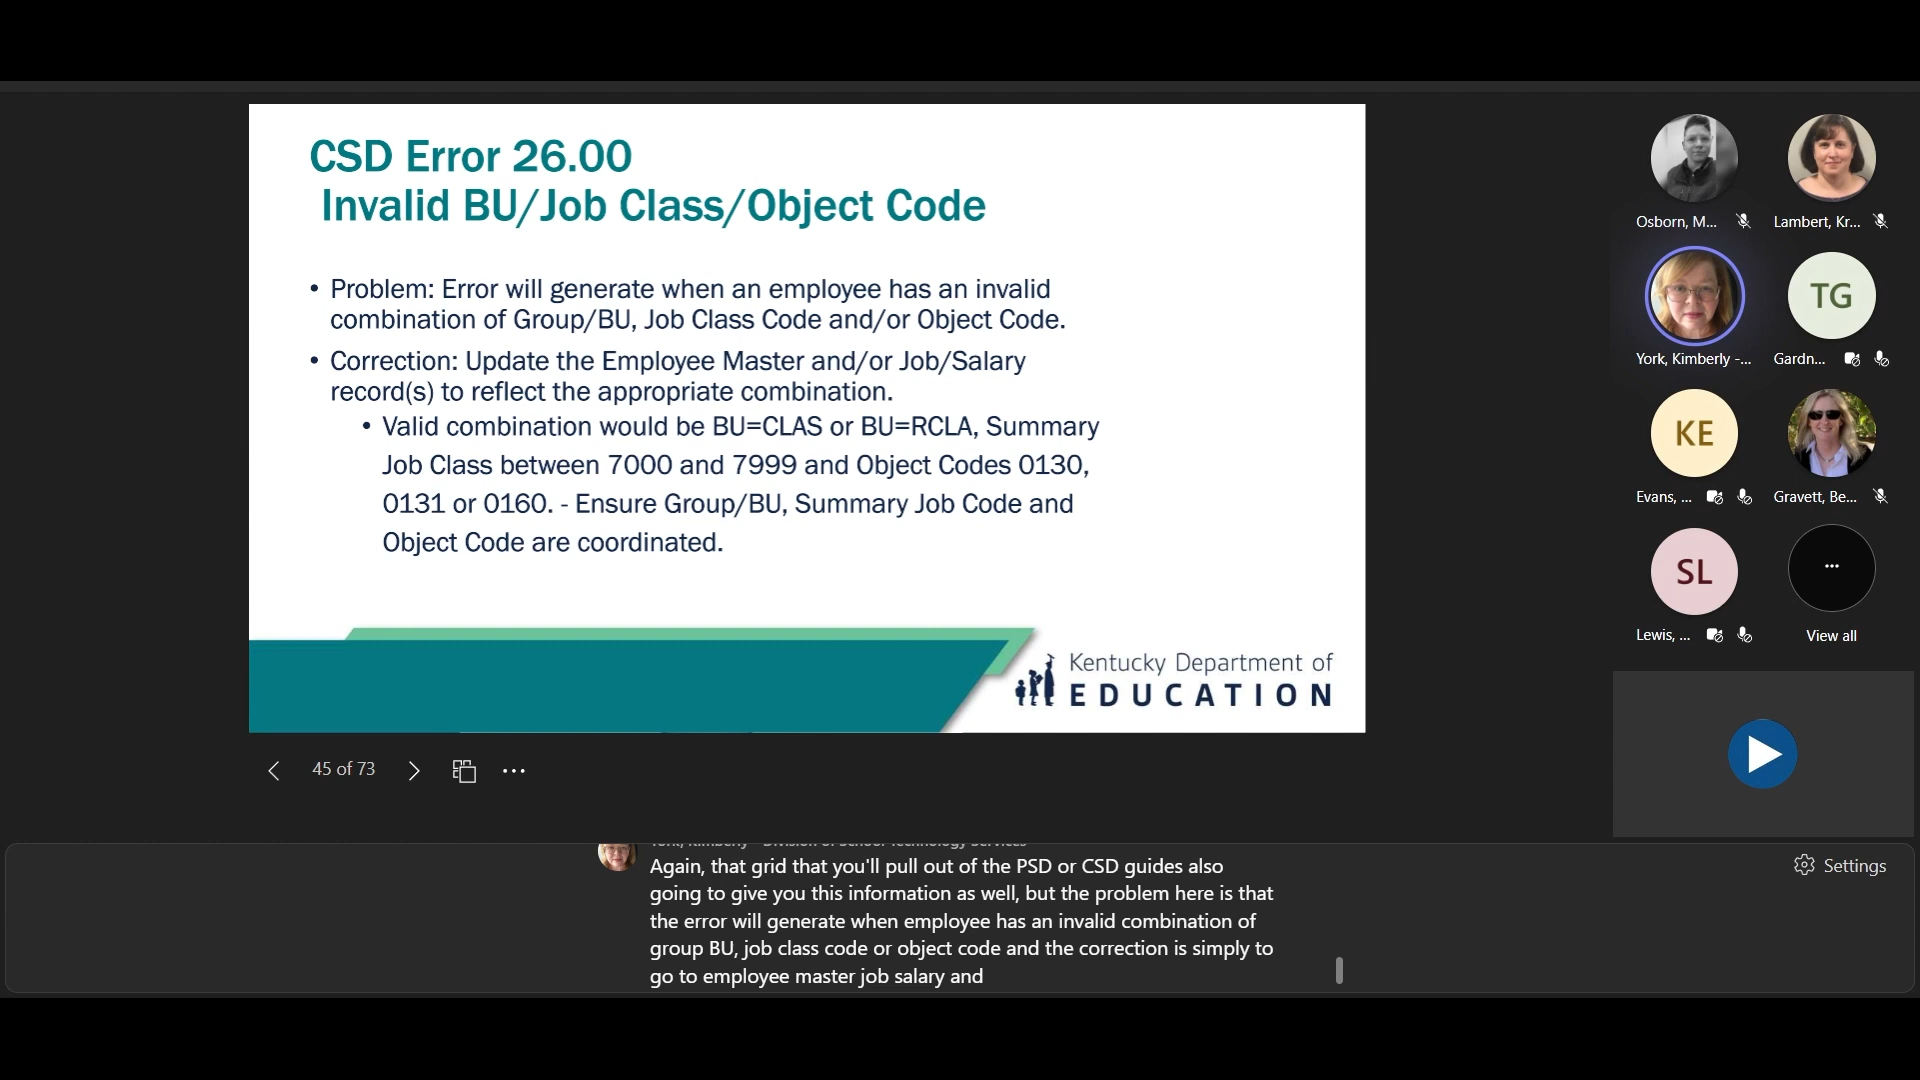 CSD Error 26.00
Invalid BU/Job Class/Object Code
• Problem: Error will generate when an employee has an invalid
combination of Group/BU, Job Class Code and/or Object Code.
• Correction: Update the Employee Master and/or Job/Salary
record(s) to reflect the appropriate combination.
• Valid combination would be BU=CLAS or BU=RCLA, Summary
Job Class between 7000 and 7999 and Object Codes 0130,
0131 or 0160. - Ensure Group/BU, Summary Job Code and
Object Code are coordinated.
Kentucky Department of
EDUCATION
45 of 73
Osborn, M...
Lambert, Kr...
York, Kimberly -...
TG
Gardn...
KE
Evans, ...
Gravett, Be...
SL
Lewis, ...
View all
York, Kimberly - Division of School Technology Services
Again, that grid that you'll pull out of the PSD or CSD guides also
going to give you this information as well, but the problem here is that
the error will generate when employee has an invalid combination of
group BU, job class code or object code and the correction is simply to
go to employee master job salary and
Settings